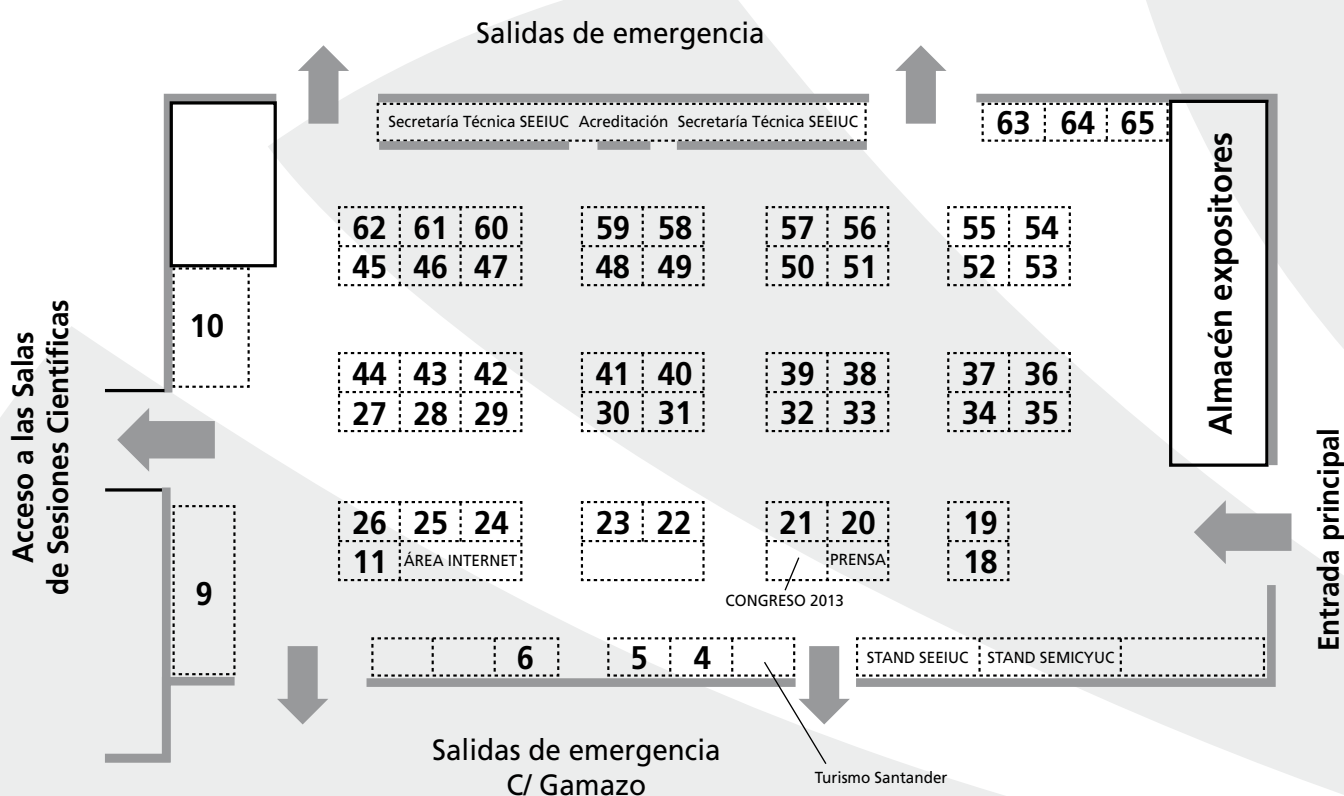 Salidas de emergencia
Secretaría Técnica SEEIUC Acreditación Secretaría Técnica SEEIUC
63 64 65
Almacén expositores
62 61 60 59 58 57 56 55 54
45 46 47 48 49 50 51 52 53
10
Acceso a las Salas
de Sesiones Científicas
44 43 42 41 40 39 38 37 36
27 28 29 30 31 32 33 34 35
Entrada principal
26 25 24 23 22 21 20 19
11 ÁREA INTERNET PRENSA 18
9
CONGRESO 2013
6 5 4 STAND SEEIUC STAND SEMICYUC
Salidas de emergencia
C/ Gamazo
Turismo Santander